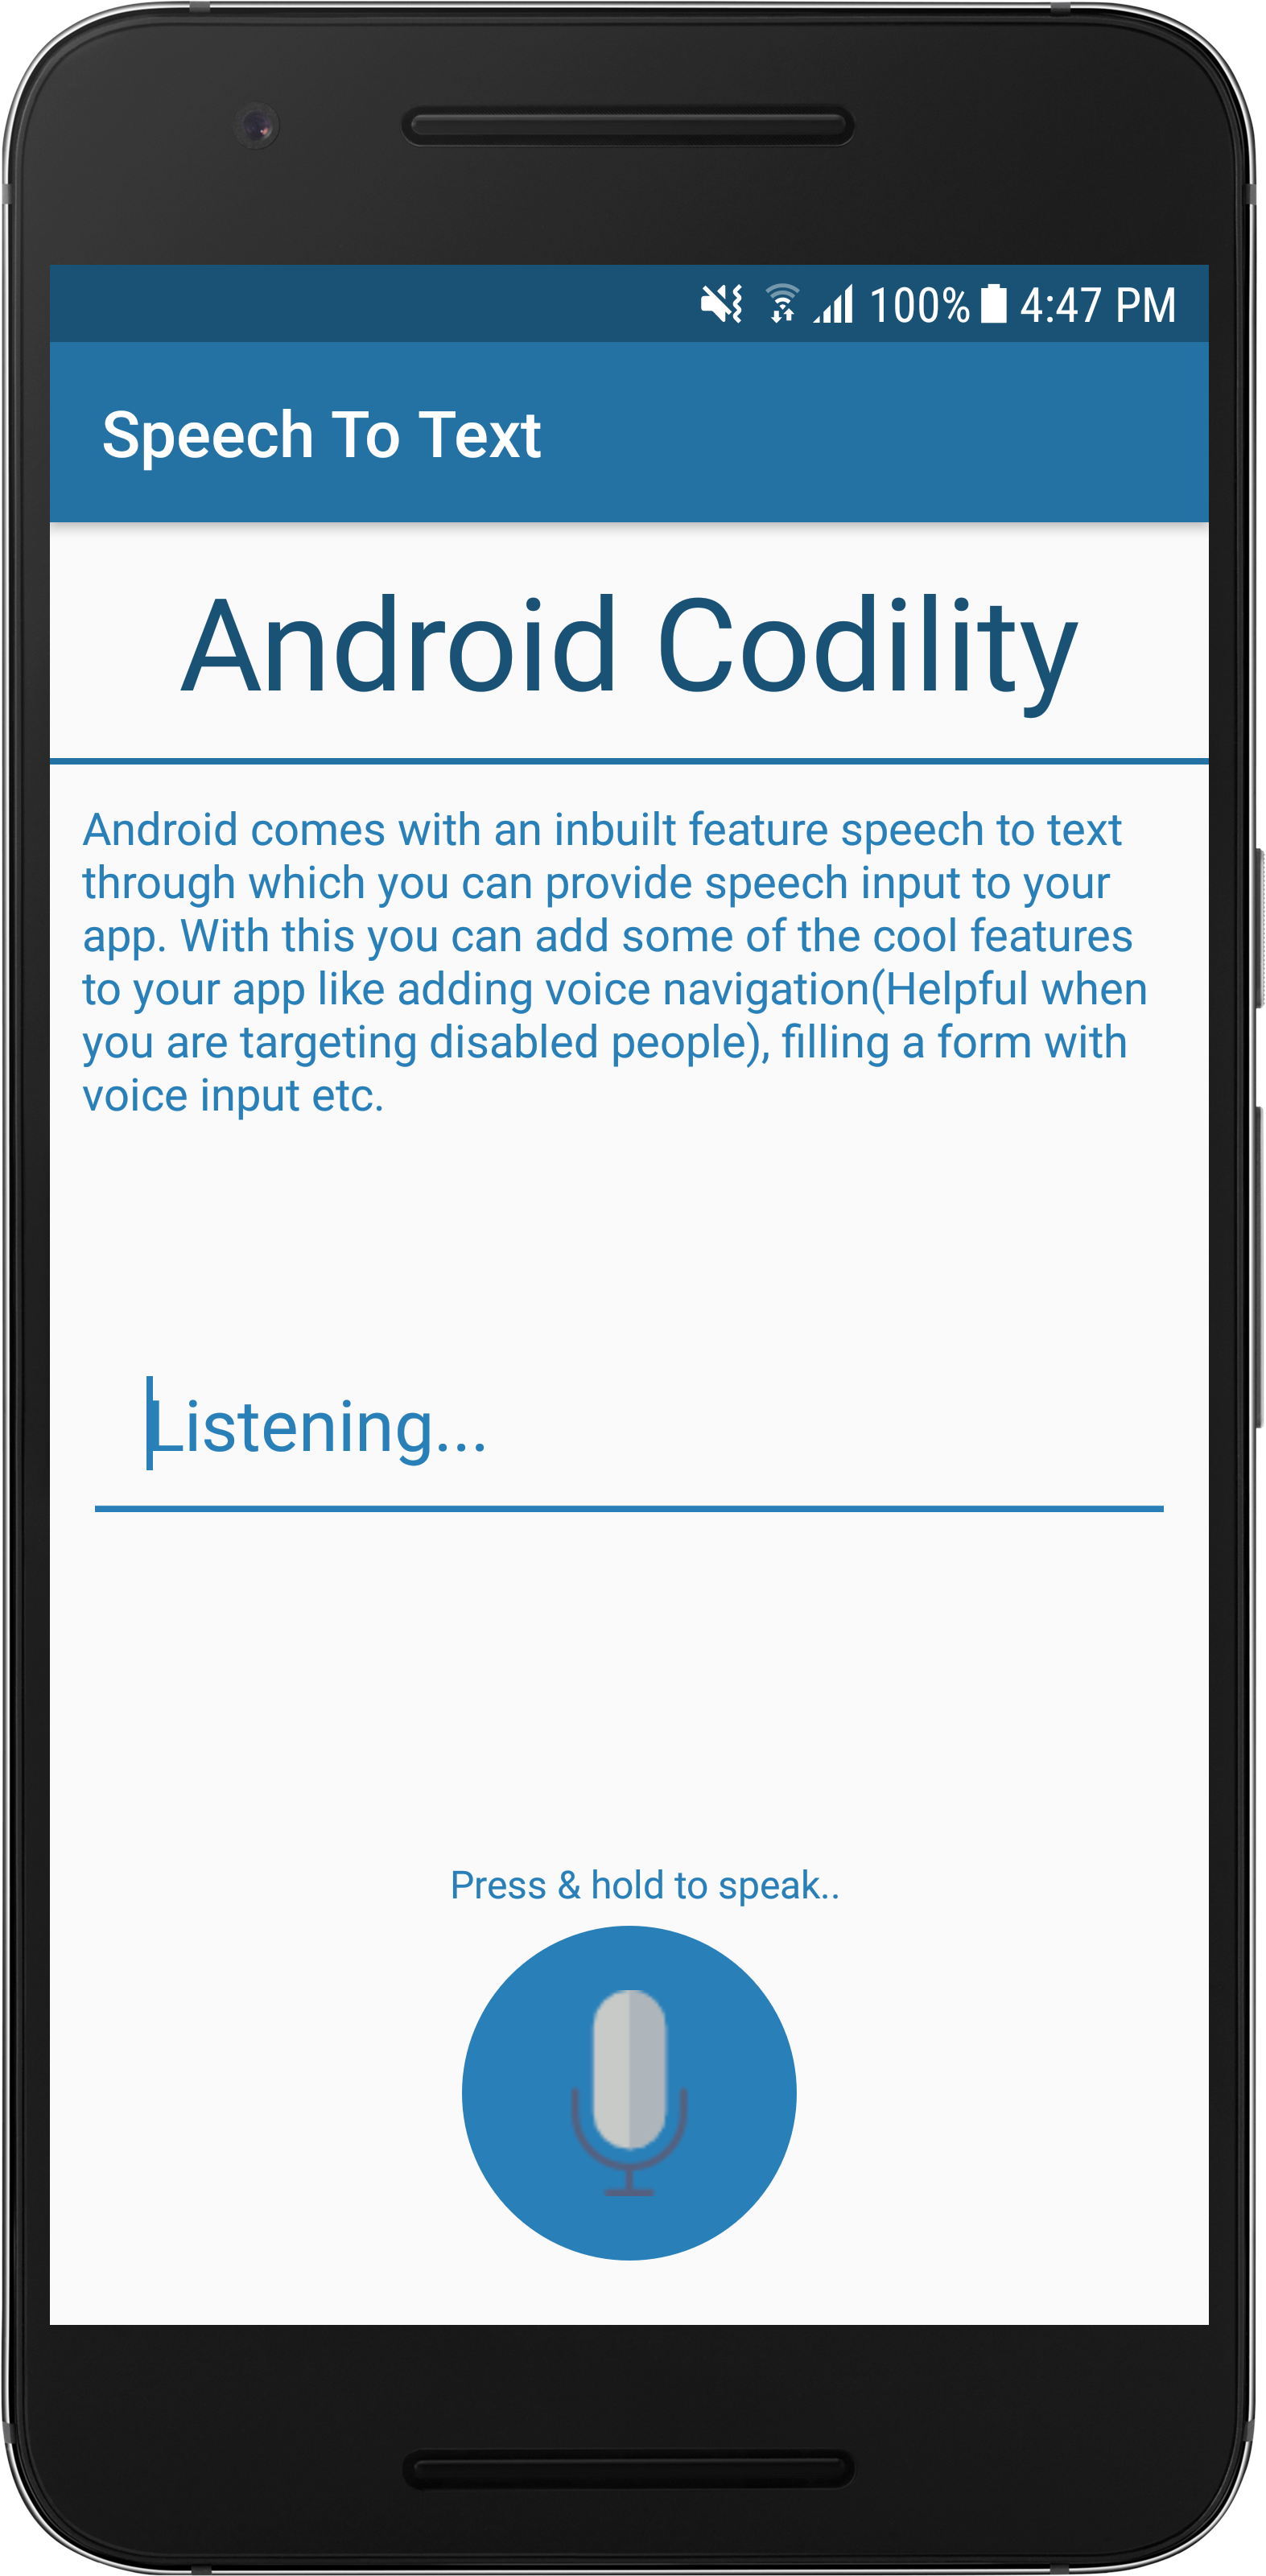 100% 4:47 PM
Speech To Text
Android Codility
Android comes with an inbuilt feature speech to text
through which you can provide speech input to your
app. With this you can add some of the cool features
to your app like adding voice navigation(Helpful when
you are targeting disabled people), filling a form with
voice input etc.
Listening...
Press & hold to speak..